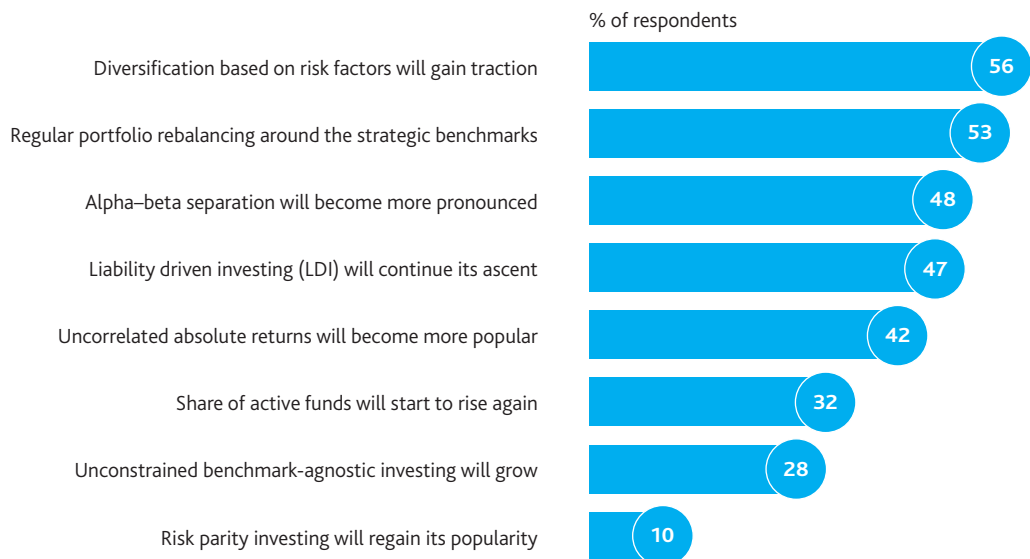 % of respondents
Diversification based on risk factors will gain traction 56
Regular portfolio rebalancing around the strategic benchmarks 53
Alpha–beta separation will become more pronounced 48
Liability driven investing (LDI) will continue its ascent 47
Uncorrelated absolute returns will become more popular 42
Share of active funds will start to rise again 32
Unconstrained benchmark-agnostic investing will grow 28
Risk parity investing will regain its popularity 10